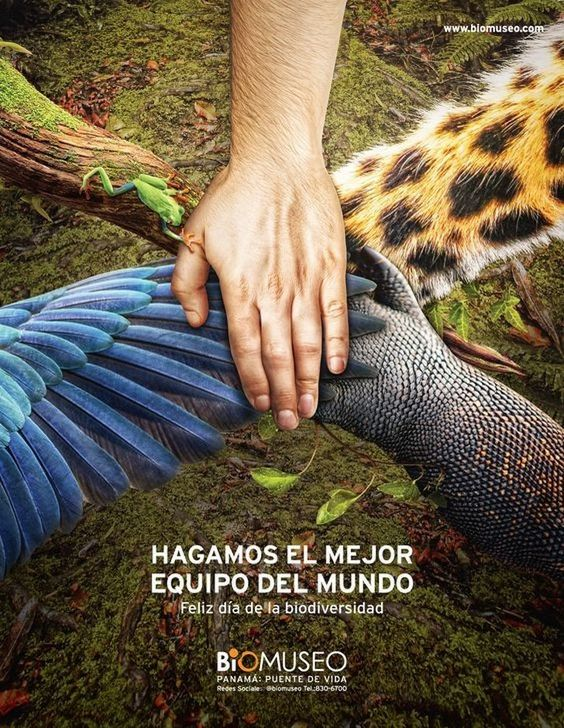 www.biomuseo.com
HAGAMOS EL MEJOR
EQUIPO DEL MUNDO
Feliz día de la biodiversidad
BiOMUSEO
PANAMÁ: PUENTE DE VIDA
Redes Sociale: @biomuseo Tel.:830-6700